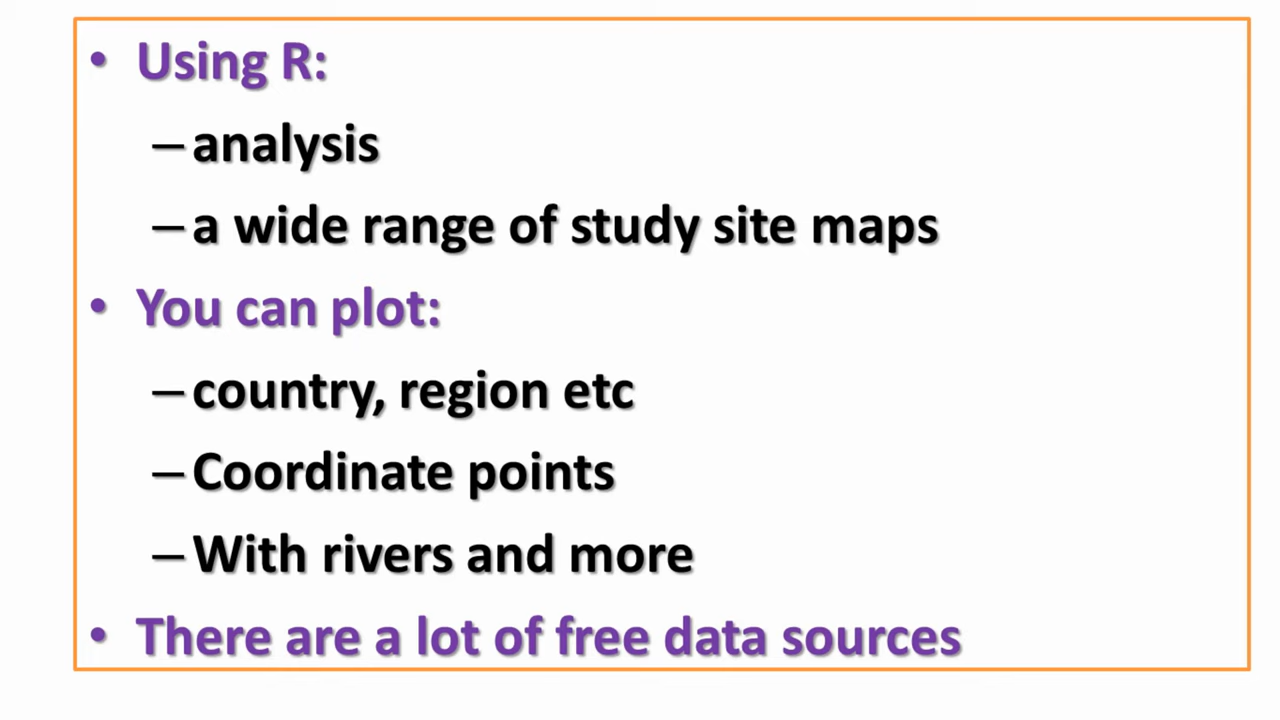 • Using R:
– analysis
– a wide range of study site maps
• You can plot:
– country, region etc
– Coordinate points
– With rivers and more
• There are a lot of free data sources